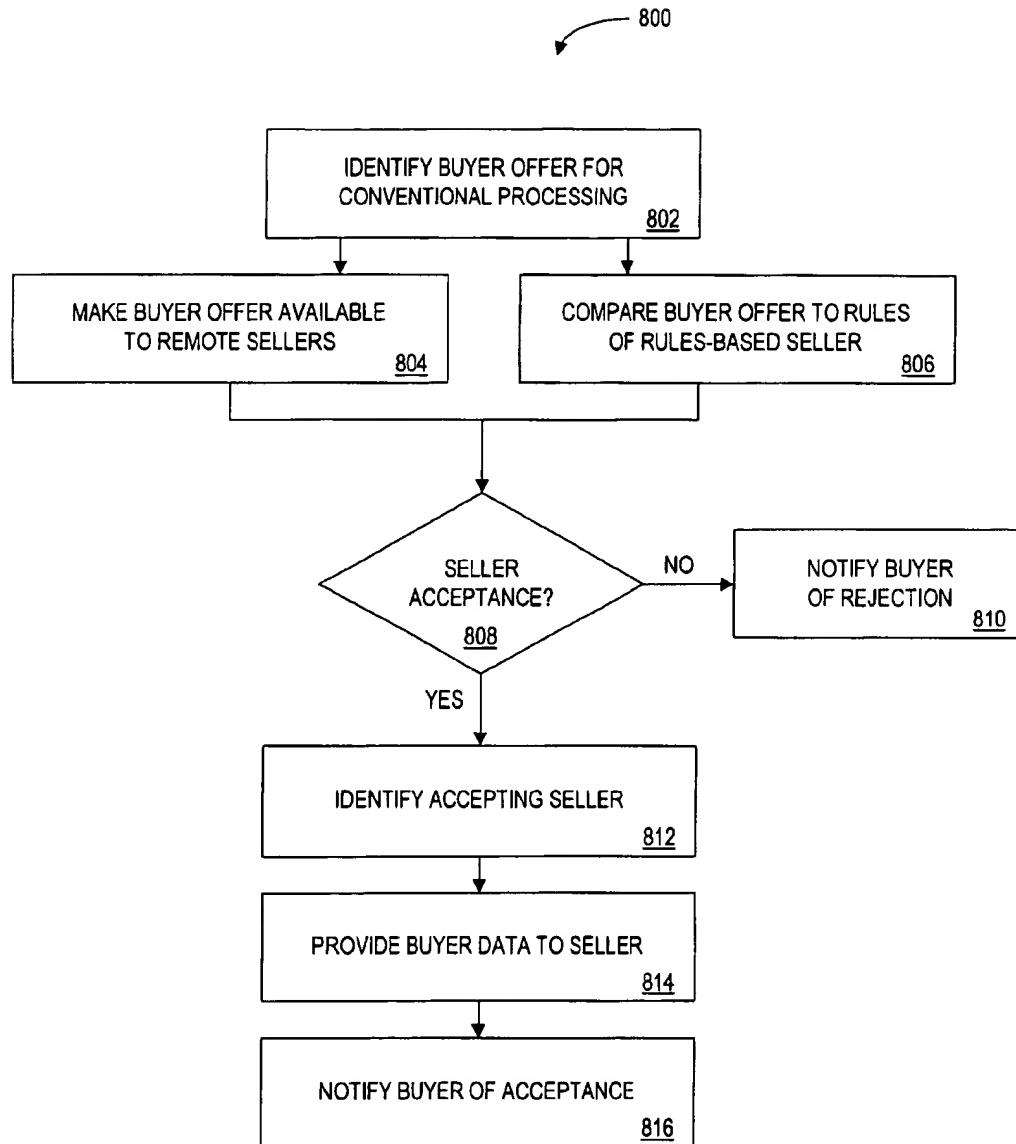 800
IDENTIFY BUYER OFFER FOR
CONVENTIONAL PROCESSING
802
MAKE BUYER OFFER AVAILABLE
TO REMOTE SELLERS
804
COMPARE BUYER OFFER TO RULES
OF RULES-BASED SELLER
806
SELLER
ACCEPTANCE?
808
NO
NOTIFY BUYER
OF REJECTION
810
YES
IDENTIFY ACCEPTING SELLER
812
PROVIDE BUYER DATA TO SELLER
814
NOTIFY BUYER OF ACCEPTANCE
816